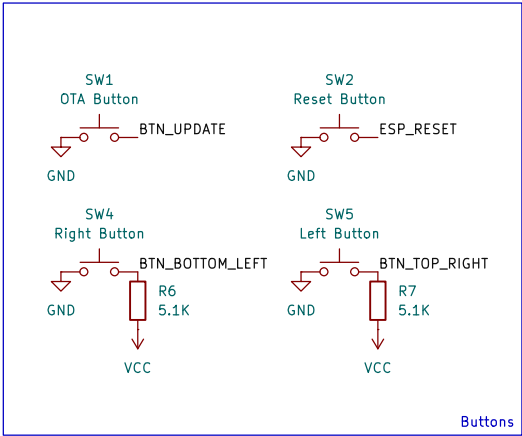 SW1
OTA Button
BTN_UPDATE
GND
SW2
Reset Button
ESP_RESET
GND
SW4
Right Button
BTN_BOTTOM_LEFT
GND
R6
5.1K
VCC
SW5
Left Button
BTN_TOP_RIGHT
GND
R7
5.1K
VCC
Buttons